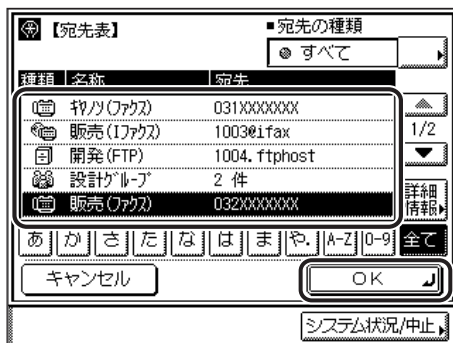 【宛先表】
■宛先の種類
すべて
種類 名称 宛先
キヤノン(ファクス) 031XXXXXXX
販売(Iファクス) 1003@ifax
1/2
開発(FTP) 1004.ftphost
設計グループ 2 件
詳細情報
販売(ファクス) 032XXXXXXX
あ か さ た な は ま や. A-Z 0-9 全て
キャンセル OK
システム状況/中止